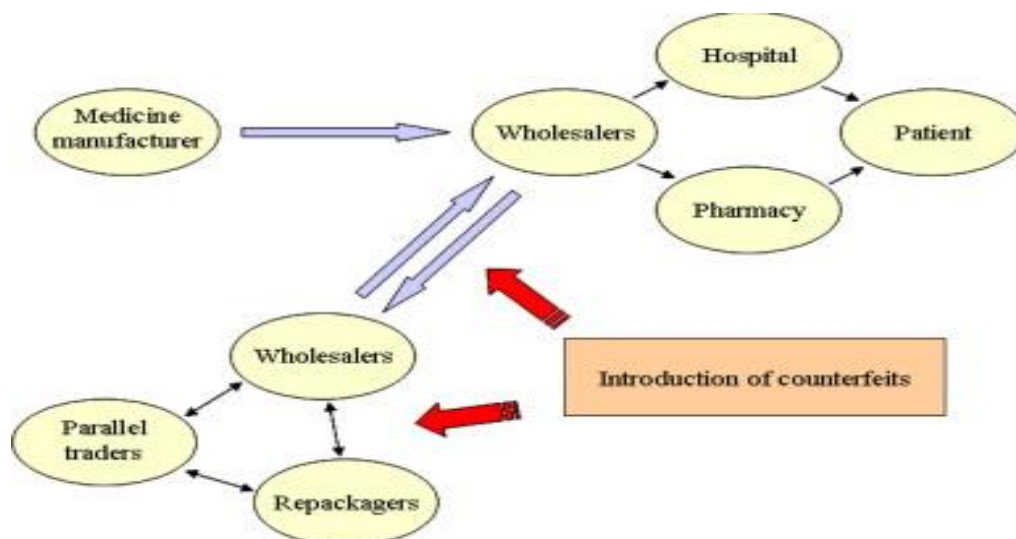 Hospital
Medicine
manufacturer
Wholesalers
Patient
Pharmacy
Wholesalers
Introduction of counterfeits
Parallel
traders
Repackagers